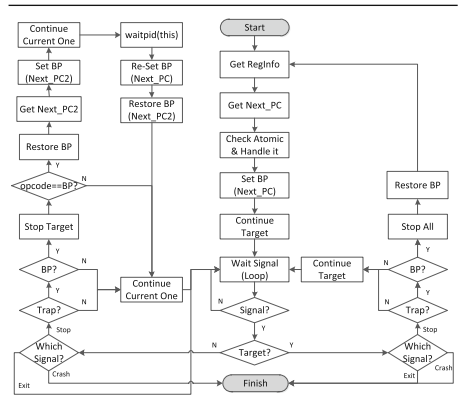 Continue
Current One
waitpid(this)
Start
Set BP
(Next_PC2)
Re-Set BP
(Next_PC)
Get RegInfo
Get Next_PC2
Restore BP
(Next_PC2)
Get Next_PC
Restore BP
Check Atomic
& Handle it
Y
opcode==BP?
N
Set BP
(Next_PC)
Restore BP
Y
Stop Target
Continue
Target
Stop All
Y
BP?
N
Continue
Current One
Wait Signal
(Loop)
Continue
Target
Y
N
BP?
Y
Trap?
N
N
Signal?
Y
N
Trap?
Stop
Y
Stop
Which
Signal?
N
Target?
Y
Which
Signal?
Exit
Crash
Finish
Exit
Crash